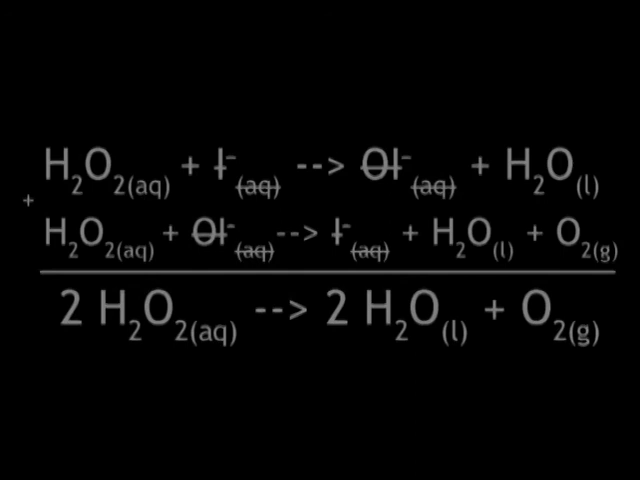 H₂O₂(aq) + I⁻(aq) --> OI⁻(aq) + H₂O(l)
+
H₂O₂(aq) + OI⁻(aq) --> I⁻(aq) + H₂O(l) + O₂(g)
2 H₂O₂(aq) --> 2 H₂O(l) + O₂(g)